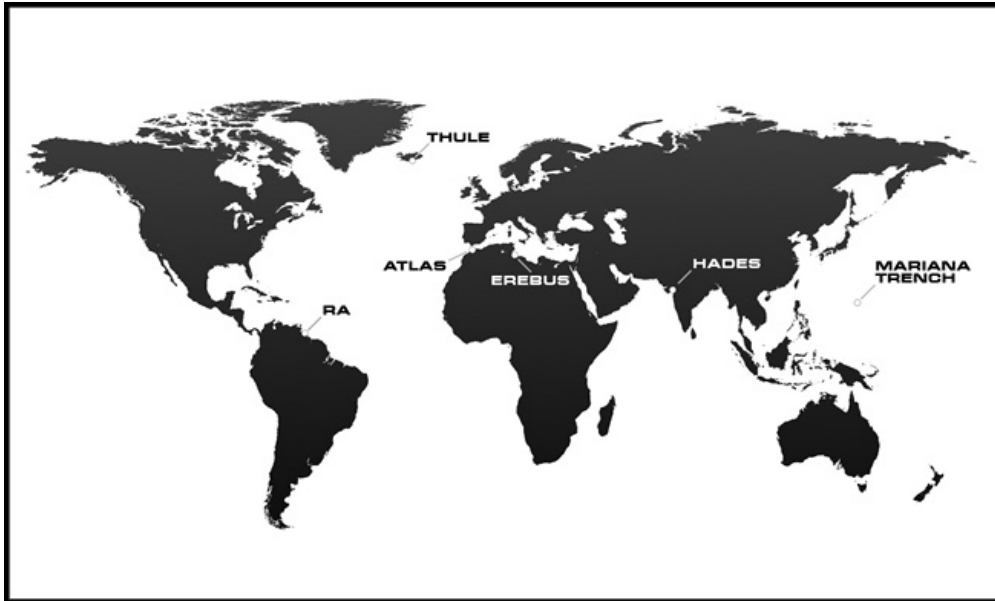 THULE
ATLAS
EREBUS
HADES
MARIANA
TRENCH
RA